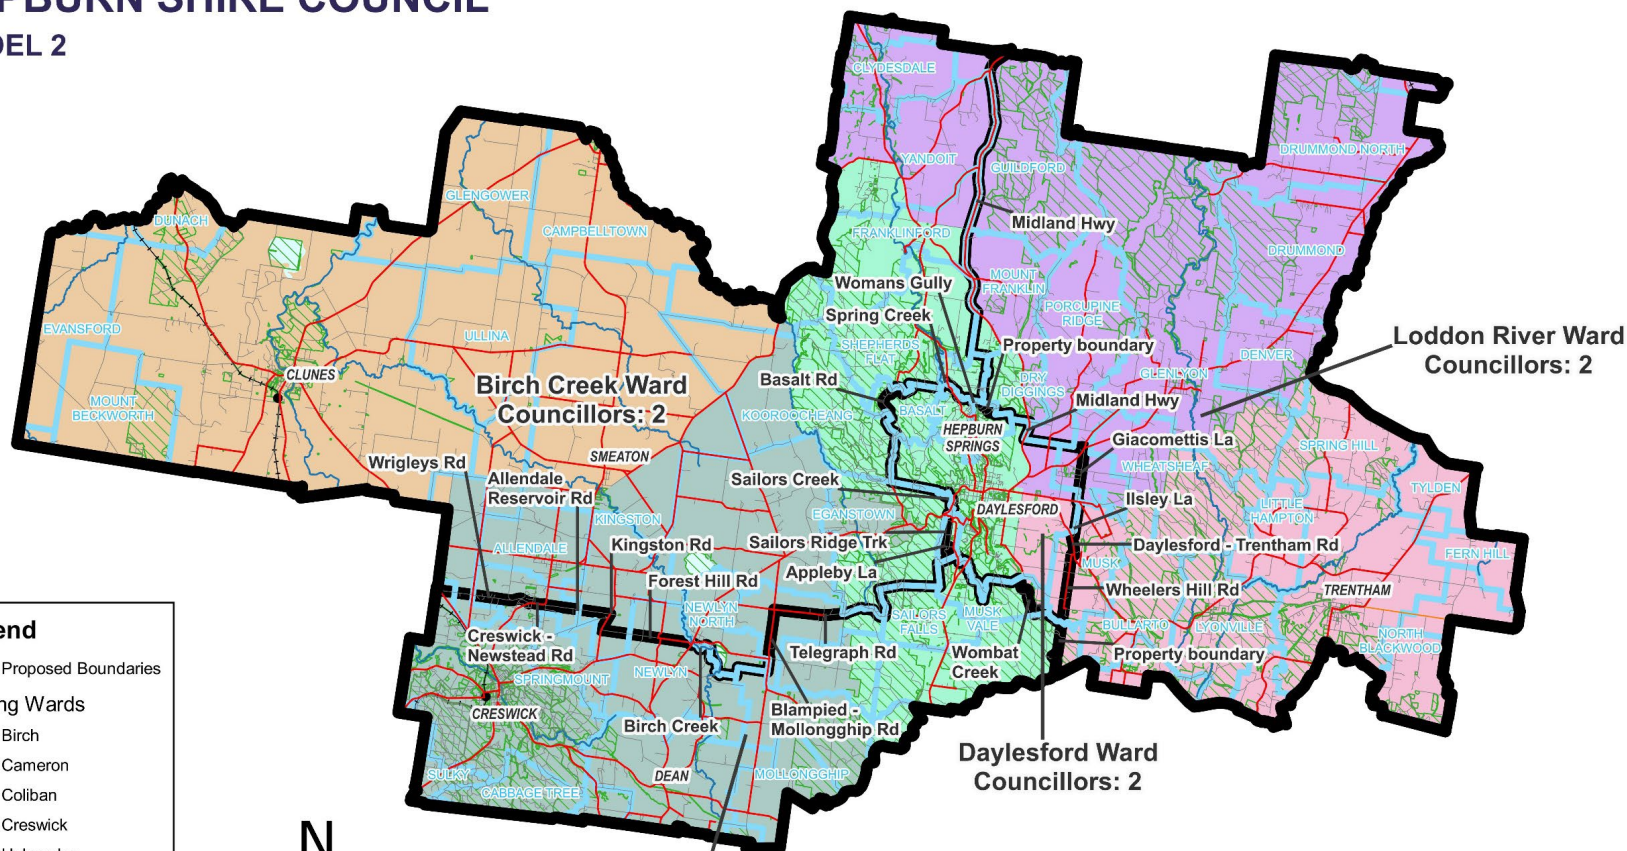 PBURN SHIRE COUNCIL
DEL 2
CLYDESDALE
YANDOIT
GUILDFORD
DRUMMOND NORTH
Midland Hwy
DRUMMOND
DUNACH
GLENGOWER
CAMPBELLTOWN
FRANKLINFORD
MOUNT
FRANKLIN
Womans Gully
PORCUPINE
RIDGE
Spring Creek
EVANSFORD
ULLINA
SHEPHERDS
FLAT
Property boundary
DENVER
Loddon River Ward
Councillors: 2
CLUNES
Birch Creek Ward
Councillors: 2
Basalt Rd
DRY
DIGGINGS
GLENLYON
MOUNT
BECKWORTH
KOOROOCHEANG
BASALT
Midland Hwy
HEPBURN
SPRINGS
Giacomettis La
SPRING HILL
SMEATON
Wrigleys Rd
WHEATSHEAF
Allendale
Reservoir Rd
Sailors Creek
Ilsley La
TYLDEN
KINGSTON
EGANSTOWN
DAYLESFORD
LITTLE
HAMPTON
ALLENDALE
Kingston Rd
Sailors Ridge Trk
Daylesford - Trentham Rd
FERN HILL
Forest Hill Rd
Appleby La
MUSK
Wheelers Hill Rd
TRENTHAM
NEWLYN
NORTH
SAILORS
FALLS
MUSK
VALE
BULLARTO
LYONVILLE
NORTH
BLACKWOOD
Creswick -
Newstead Rd
Telegraph Rd
Wombat
Creek
Property boundary
SPRINGMOUNT
NEWLYN
CRESWICK
Birch Creek
Blampied -
Mollongghip Rd
Daylesford Ward
Councillors: 2
SULKY
CABBAGE TREE
DEAN
MOLLONGGHIP
end
Proposed Boundaries
ng Wards
Birch
Cameron
Coliban
Creswick
N